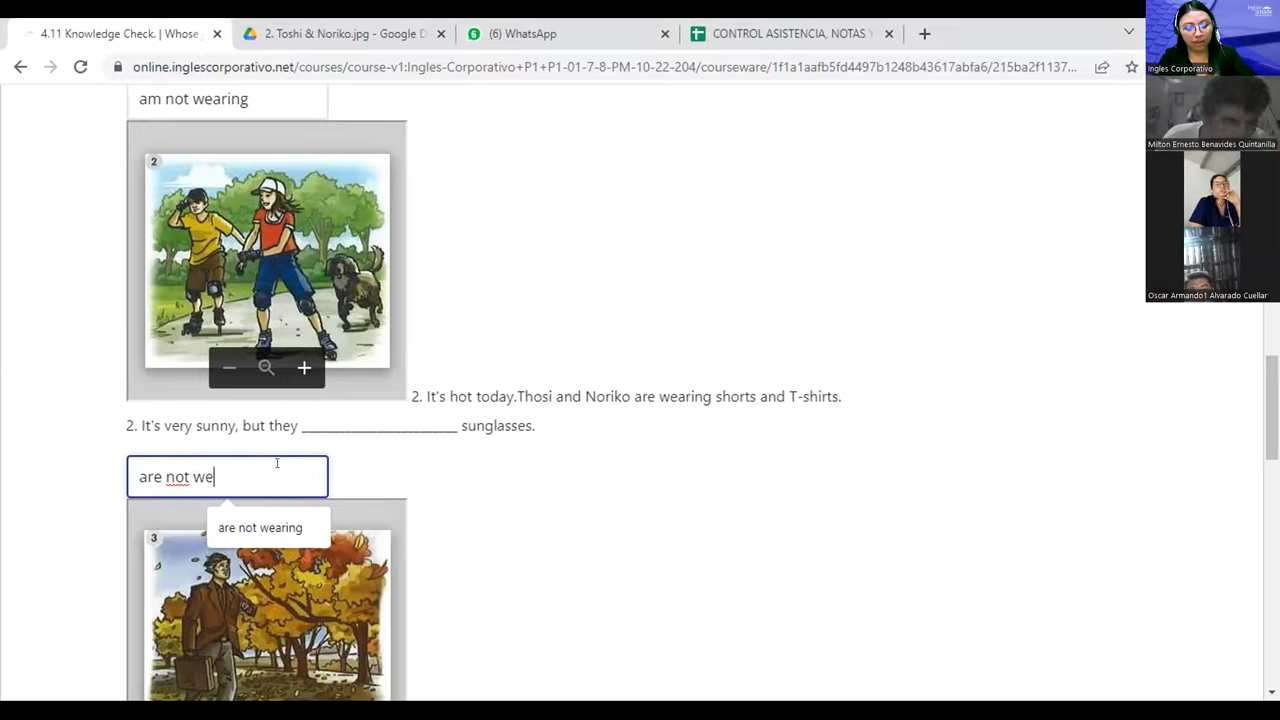 4.11 Knowledge Check. | Whose
2. Toshi & Noriko.jpg - Google D
6
(6) WhatsApp
CONTROL ASISTENCIA, NOTAS Y
online.inglescorporativo.net/courses/course-v1:Ingles-Corporativo+P1+P1-01-7-8-PM-10-22-204/courseware/1f1a1aafb5fd4497b1248b43617abfa6/215ba2f1137...
Ingles Corporativo
Milton Ernesto Benavides Quintanilla
Oscar Armando1 Alvarado Cuellar
am not wearing
2
2. It's hot today.Thosi and Noriko are wearing shorts and T-shirts.
2. It's very sunny, but they ________________________ sunglasses.
are not we
are not wearing
3